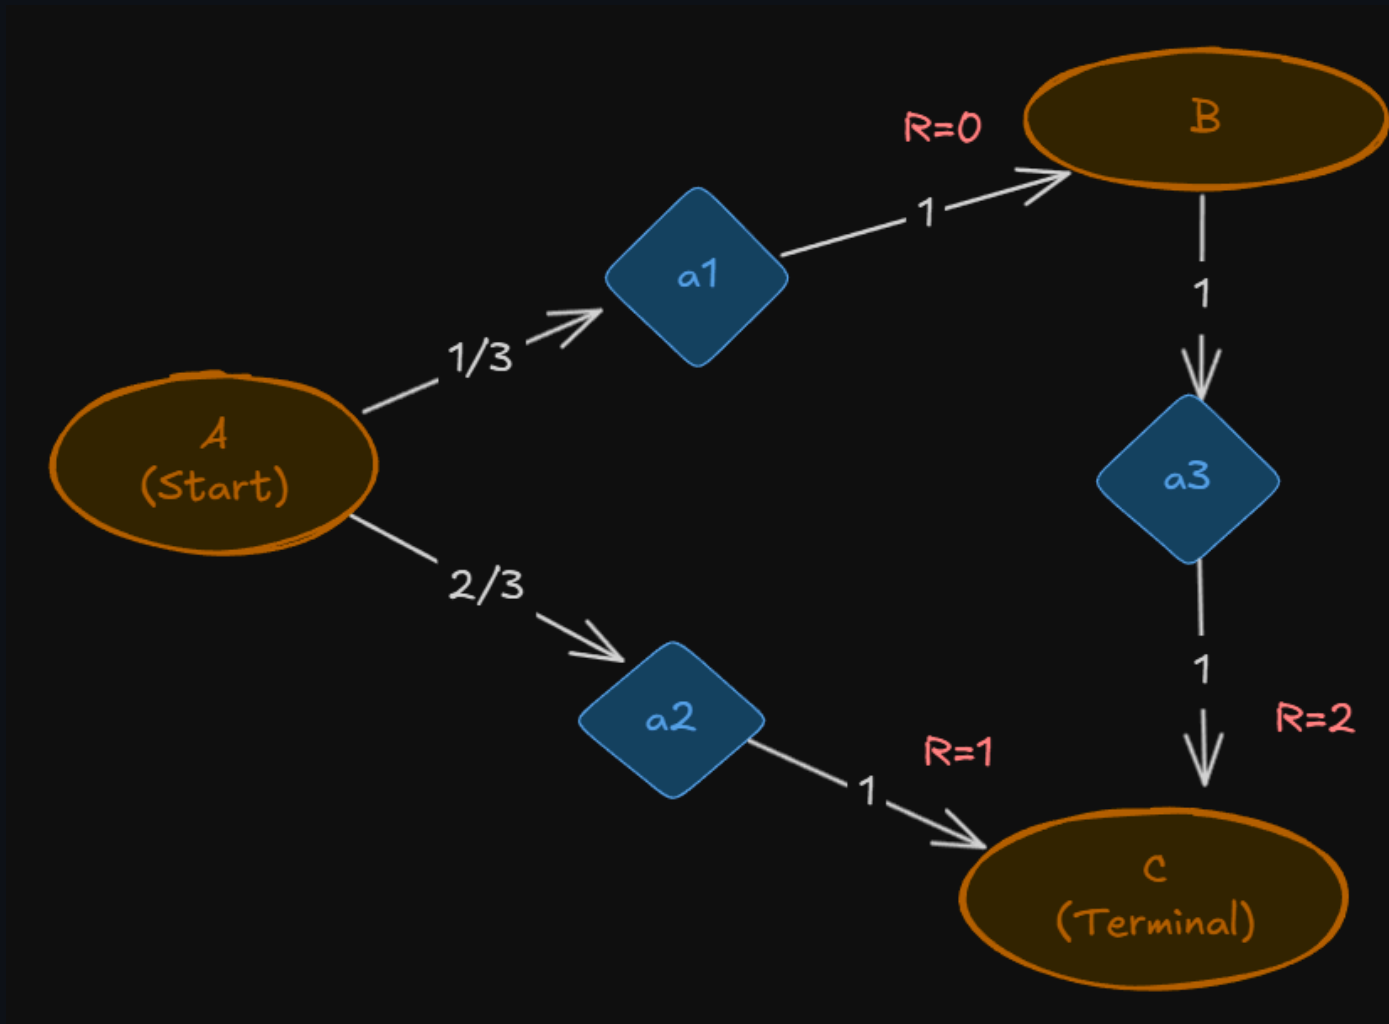 B
R=0
1
a1
1
1/3
A
(Start)
a3
2/3
1
a2
R=2
R=1
1
C
(Terminal)